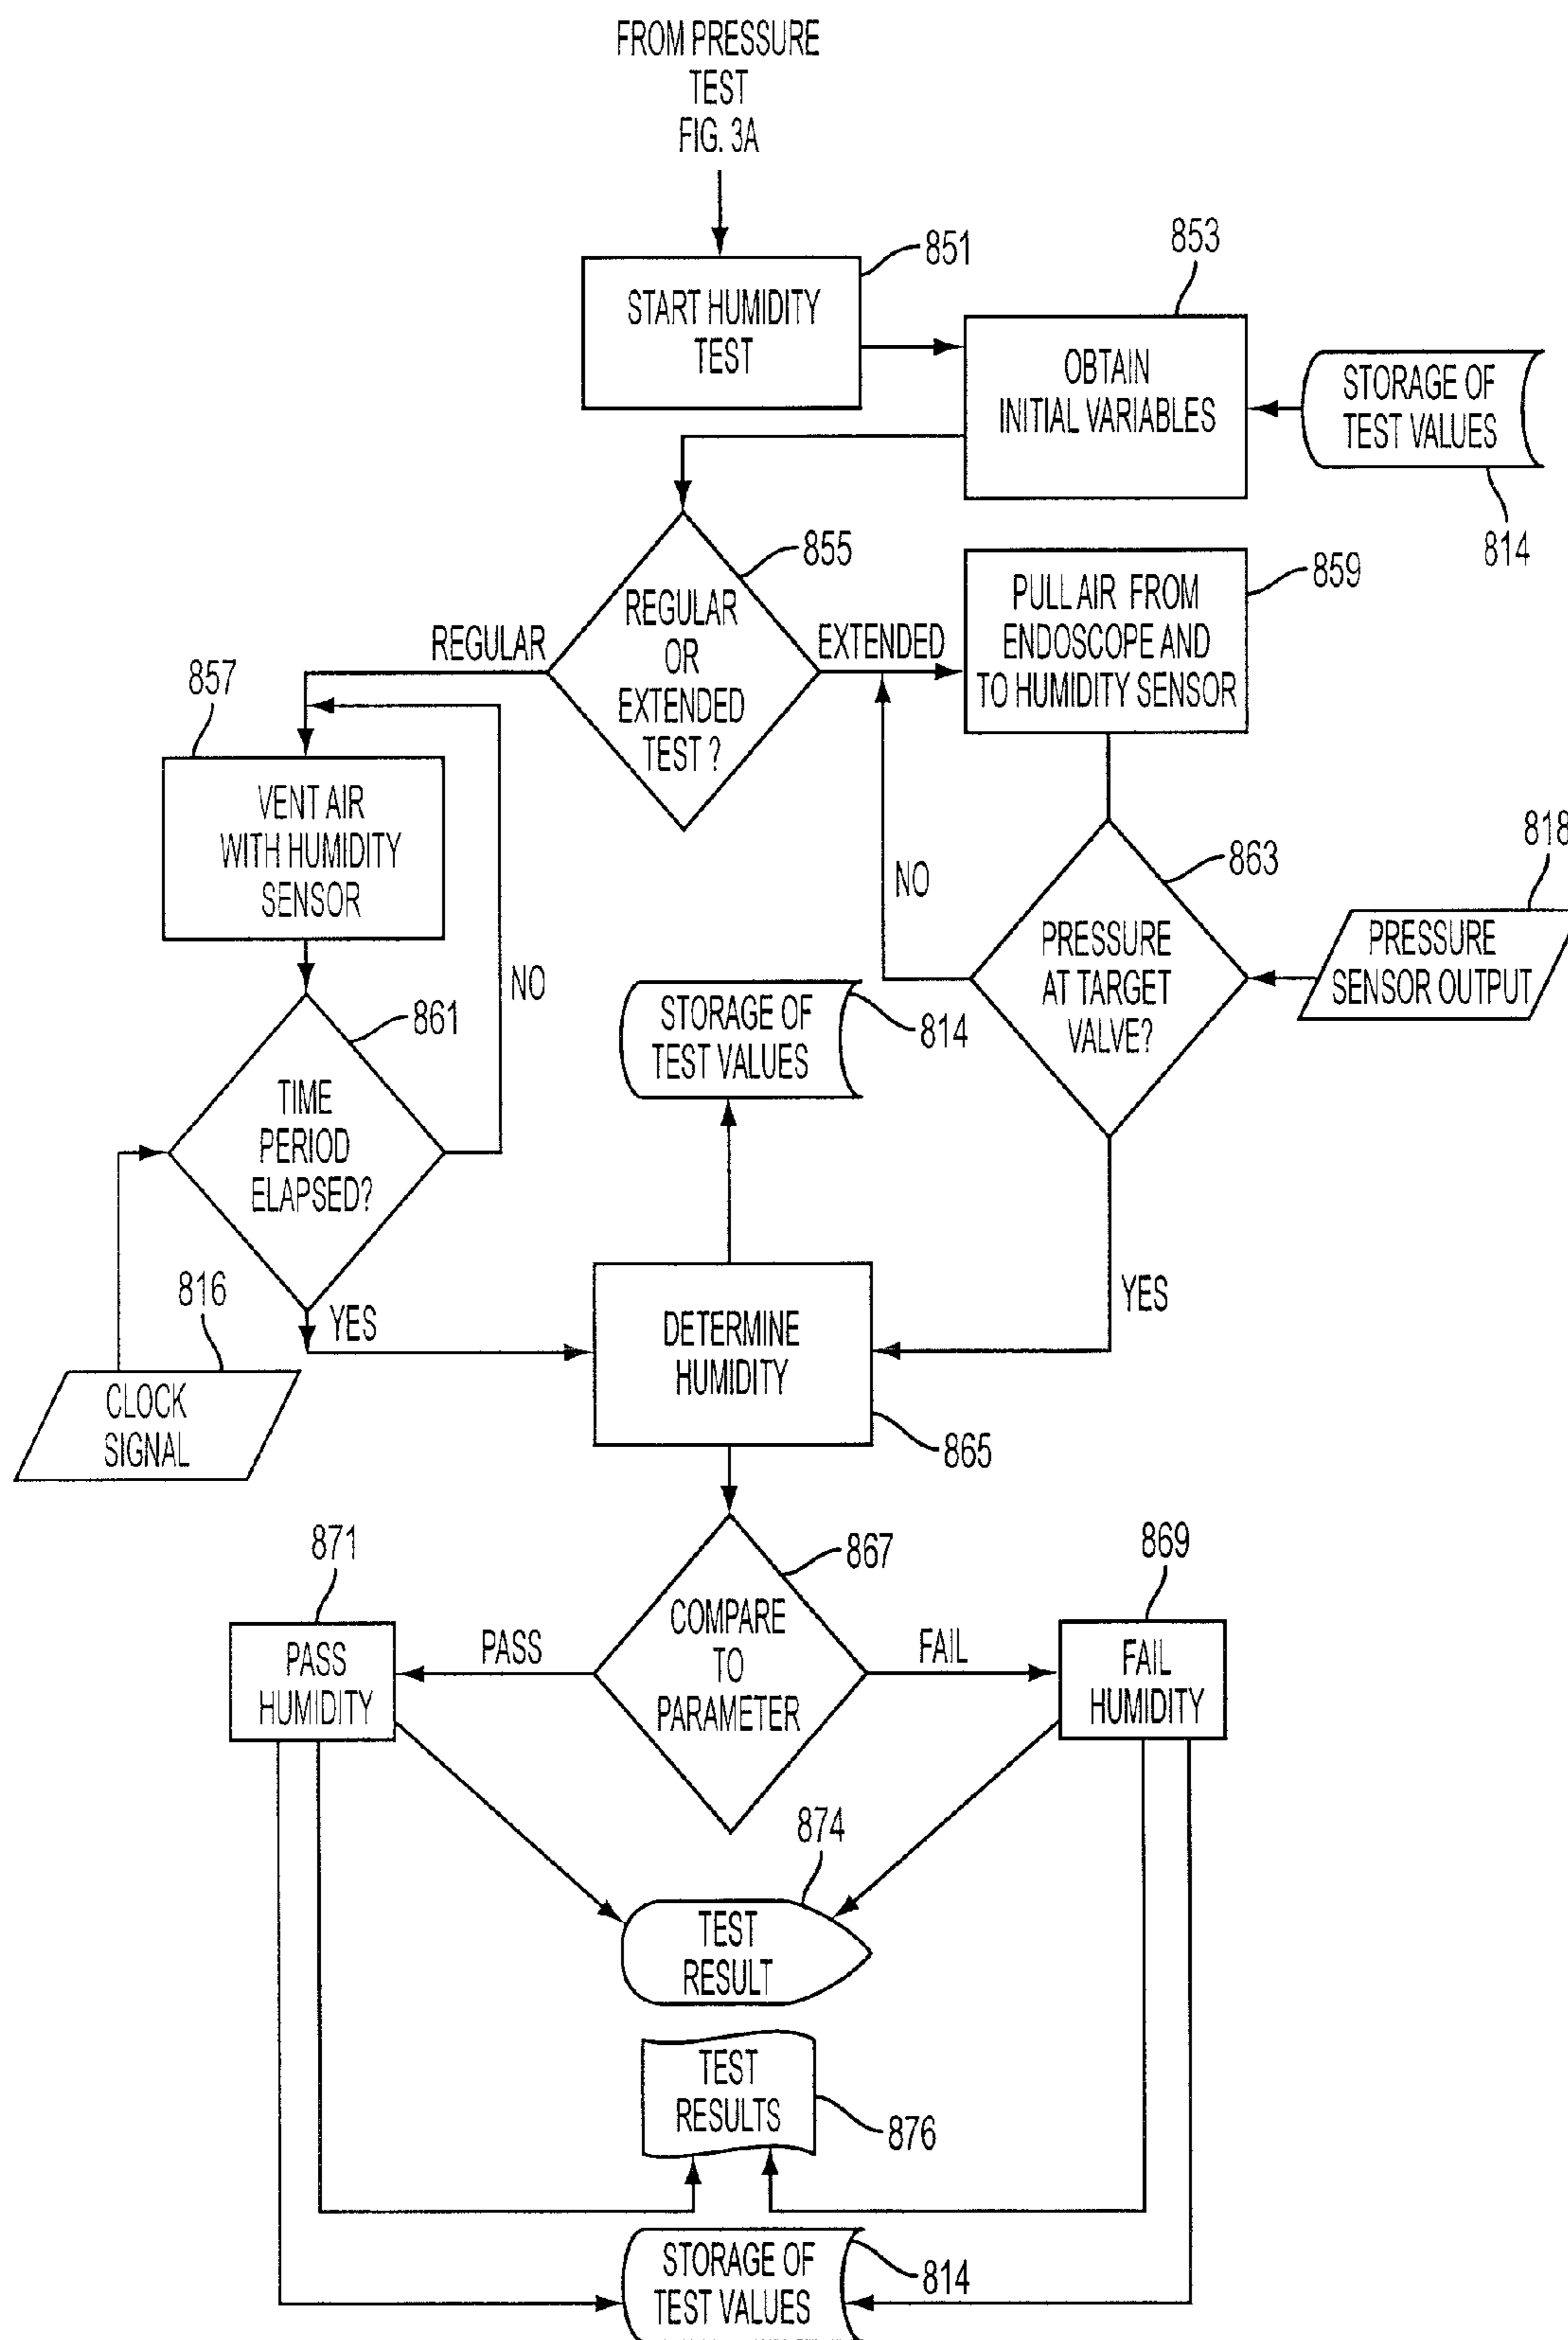 FROM PRESSURE
TEST
FIG. 3A
851
START HUMIDITY
TEST
853
OBTAIN
INITIAL VARIABLES
STORAGE OF
TEST VALUES
814
855
REGULAR
OR
EXTENDED
TEST ?
REGULAR
EXTENDED
859
PULL AIR FROM
ENDOSCOPE AND
TO HUMIDITY SENSOR
857
VENT AIR
WITH HUMIDITY
SENSOR
NO
863
PRESSURE
AT TARGET
VALVE?
NO
818
PRESSURE
SENSOR OUTPUT
861
TIME
PERIOD
ELAPSED?
STORAGE OF
TEST VALUES
814
816
CLOCK
SIGNAL
YES
DETERMINE
HUMIDITY
YES
865
867
COMPARE
TO
PARAMETER
PASS
FAIL
871
PASS
HUMIDITY
869
FAIL
HUMIDITY
874
TEST
RESULT
TEST
RESULTS
876
STORAGE OF
TEST VALUES
814